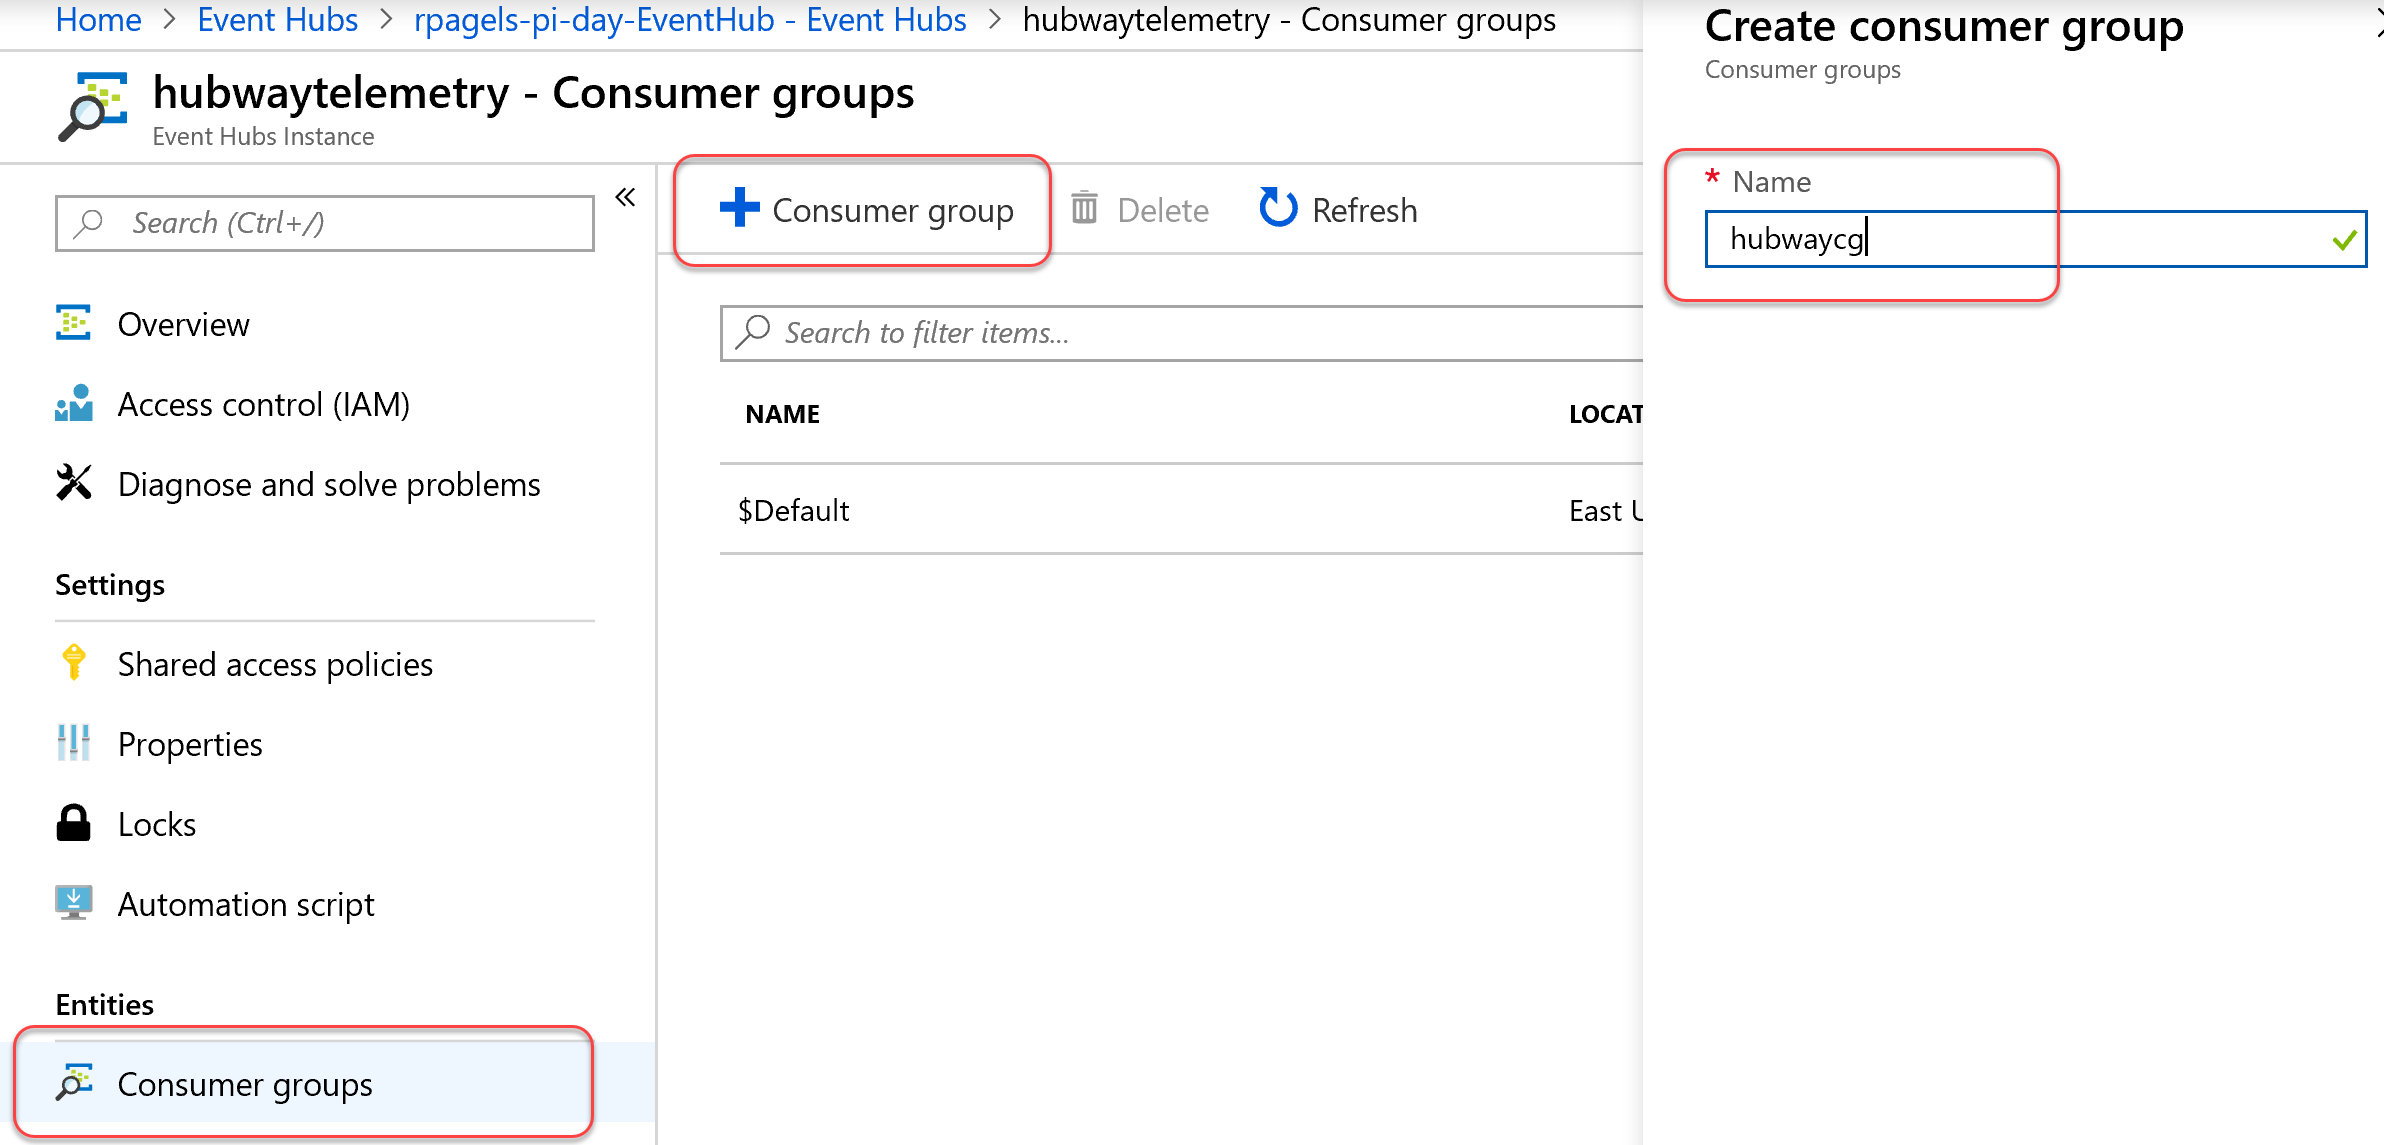 Home > Event Hubs > rpagels-pi-day-EventHub - Event Hubs > hubwaytelemetry - Consumer groups
hubwaytelemetry - Consumer groups
Event Hubs Instance
Search (Ctrl+/)
«
Overview
Access control (IAM)
Diagnose and solve problems
Settings
Shared access policies
Properties
Locks
Automation script
Entities
Consumer groups
Consumer group
Delete
Refresh
Search to filter items...
NAME
LOCAT
$Default
East U
Create consumer group
Consumer groups
* Name
hubwaycg